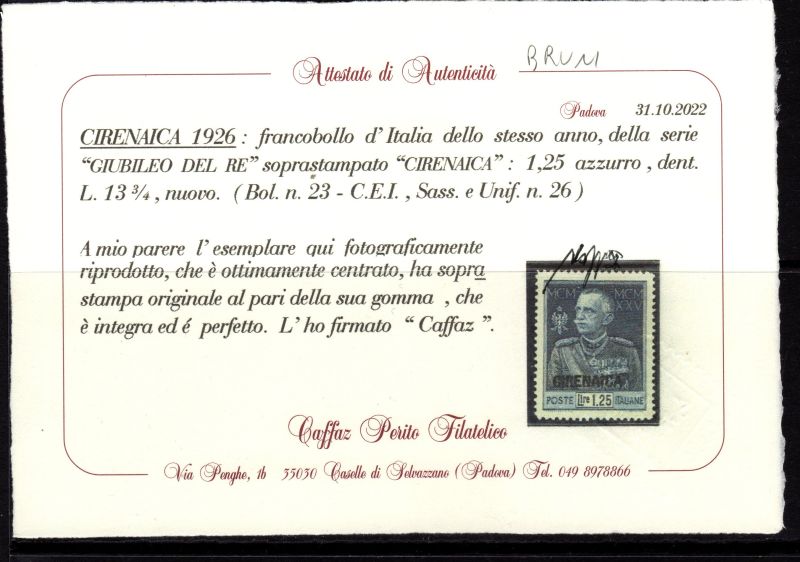 Attestato di Autenticità
BRUNI
Padova 31.10.2022
CIRENAICA 1926 : francobollo d'Italia dello stesso anno, della serie
"GIUBILEO DEL RE" soprastampato "CIRENAICA" : 1,25 azzurro , dent.
L. 13 ¾ , nuovo. ( Bol. n. 23 - C.E.I. , Sass. e Unif. n. 26 )
A mio parere l'esemplare qui fotograficamente
riprodotto, che è ottimamente centrato, ha sopra
stampa originale al pari della sua gomma , che
è integra ed é perfetto. L'ho firmato " Caffaz ".
MCM MCM
XXV
CIRENAICA
POSTE Lire 1.25 ITALIANE
Caffaz Perito Filatelico
Via Penghe, 1b 35030 Caselle di Selvazzano (Padova) Tel. 049 8978866